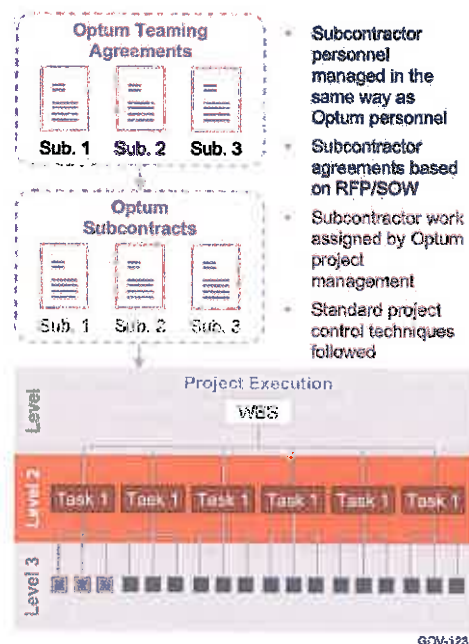 Optum Teaming
Agreements
Sub. 1 Sub. 2 Sub. 3
Optum
Subcontracts
Sub. 1 Sub. 2 Sub. 3
Subcontractor
personnel
managed in the
same way as
Optum personnel
Subcontractor
agreements based
on RFP/SOW
Subcontractor work
assigned by Optum
project
management
Standard project
control techniques
followed
Project Execution
Level
WBS
Level 2
Task 1 Task 1 Task 1 Task 1 Task 1 Task 1
Level 3
GOV-123